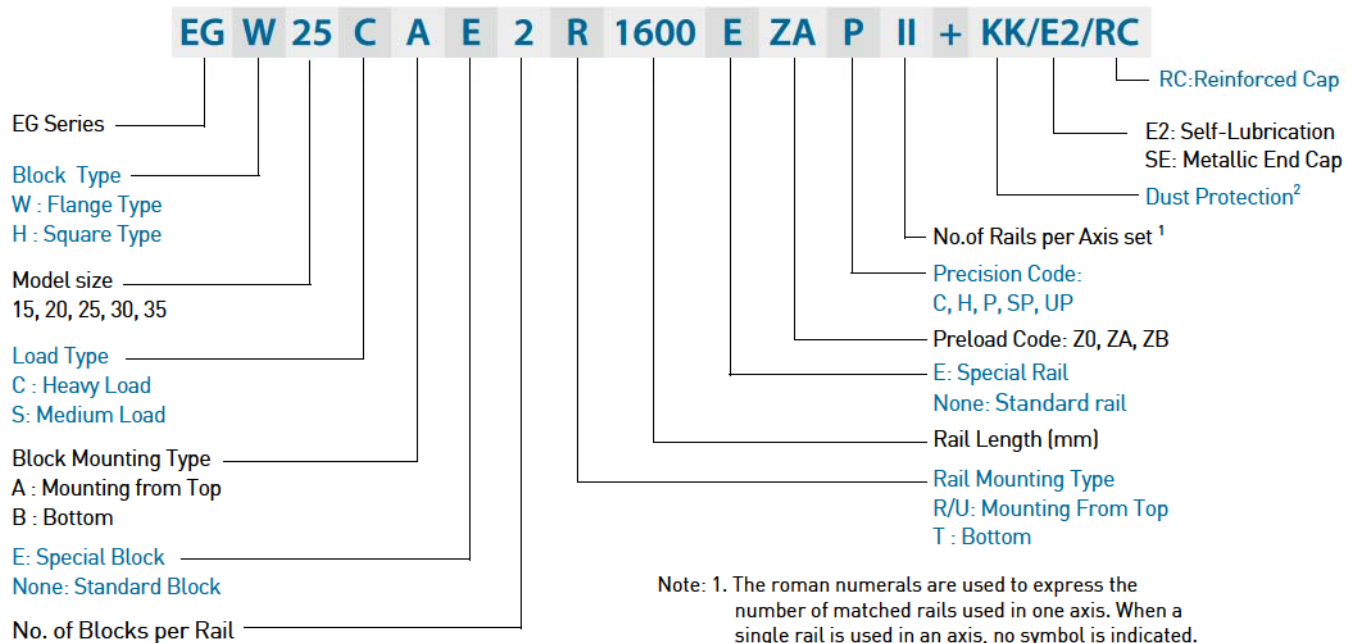 EG W 25 C A E 2 R 1600 E ZA P II + KK/E2/RC
EG Series
Block Type
W : Flange Type
H : Square Type
Model size
15, 20, 25, 30, 35
Load Type
C : Heavy Load
S: Medium Load
Block Mounting Type
A : Mounting from Top
B : Bottom
E: Special Block
None: Standard Block
No. of Blocks per Rail
RC:Reinforced Cap
E2: Self-Lubrication
SE: Metallic End Cap
Dust Protection²
No.of Rails per Axis set ¹
Precision Code:
C, H, P, SP, UP
Preload Code: Z0, ZA, ZB
E: Special Rail
None: Standard rail
Rail Length (mm)
Rail Mounting Type
R/U: Mounting From Top
T : Bottom
Note: 1. The roman numerals are used to express the
number of matched rails used in one axis. When a
single rail is used in an axis, no symbol is indicated.